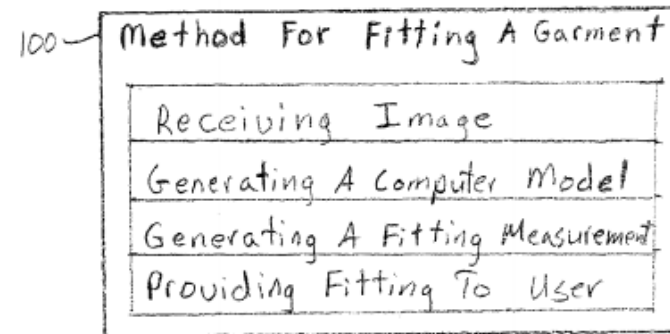 100 Method For Fitting A Garment
Receiving Image
Generating A Computer Model
Generating A Fitting Measurement
Providing Fitting To User